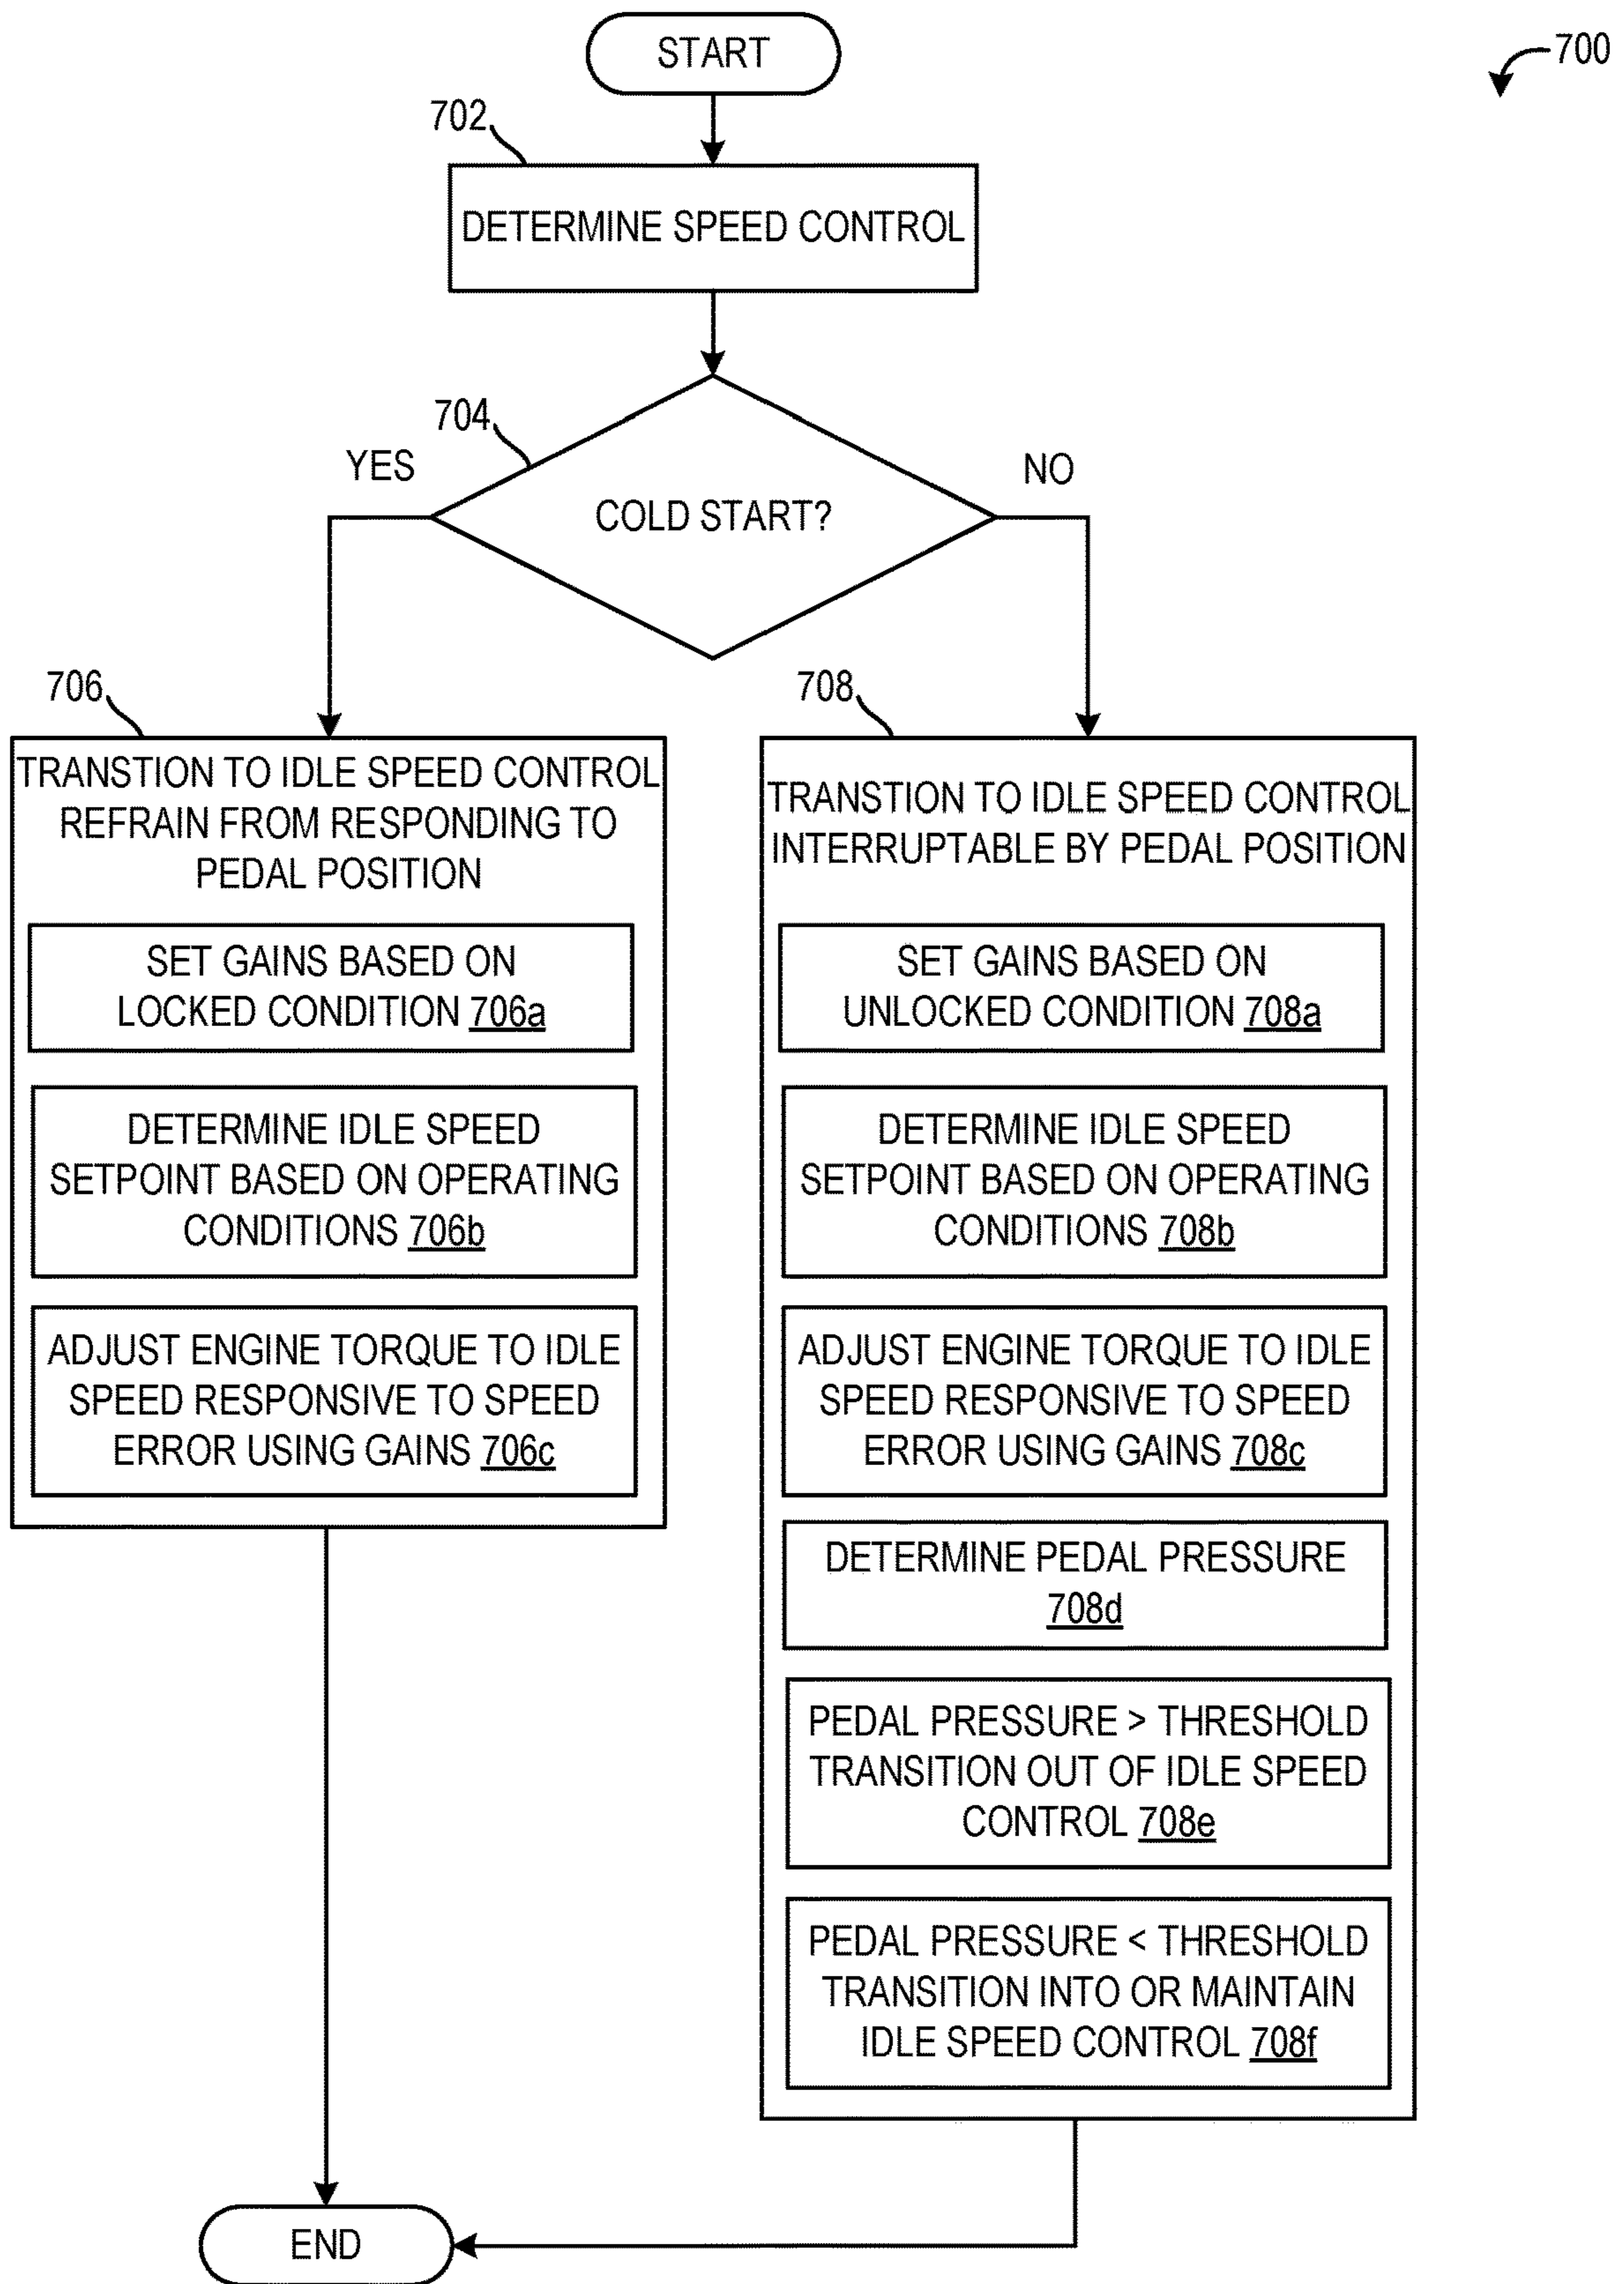 START
700
702
DETERMINE SPEED CONTROL
704
YES
NO
COLD START?
706
TRANSTION TO IDLE SPEED CONTROL
REFRAIN FROM RESPONDING TO
PEDAL POSITION
SET GAINS BASED ON
LOCKED CONDITION 706a
DETERMINE IDLE SPEED
SETPOINT BASED ON OPERATING
CONDITIONS 706b
ADJUST ENGINE TORQUE TO IDLE
SPEED RESPONSIVE TO SPEED
ERROR USING GAINS 706c
708
TRANSTION TO IDLE SPEED CONTROL
INTERRUPTABLE BY PEDAL POSITION
SET GAINS BASED ON
UNLOCKED CONDITION 708a
DETERMINE IDLE SPEED
SETPOINT BASED ON OPERATING
CONDITIONS 708b
ADJUST ENGINE TORQUE TO IDLE
SPEED RESPONSIVE TO SPEED
ERROR USING GAINS 708c
DETERMINE PEDAL PRESSURE
708d
PEDAL PRESSURE > THRESHOLD
TRANSITION OUT OF IDLE SPEED
CONTROL 708e
PEDAL PRESSURE < THRESHOLD
TRANSITION INTO OR MAINTAIN
IDLE SPEED CONTROL 708f
END